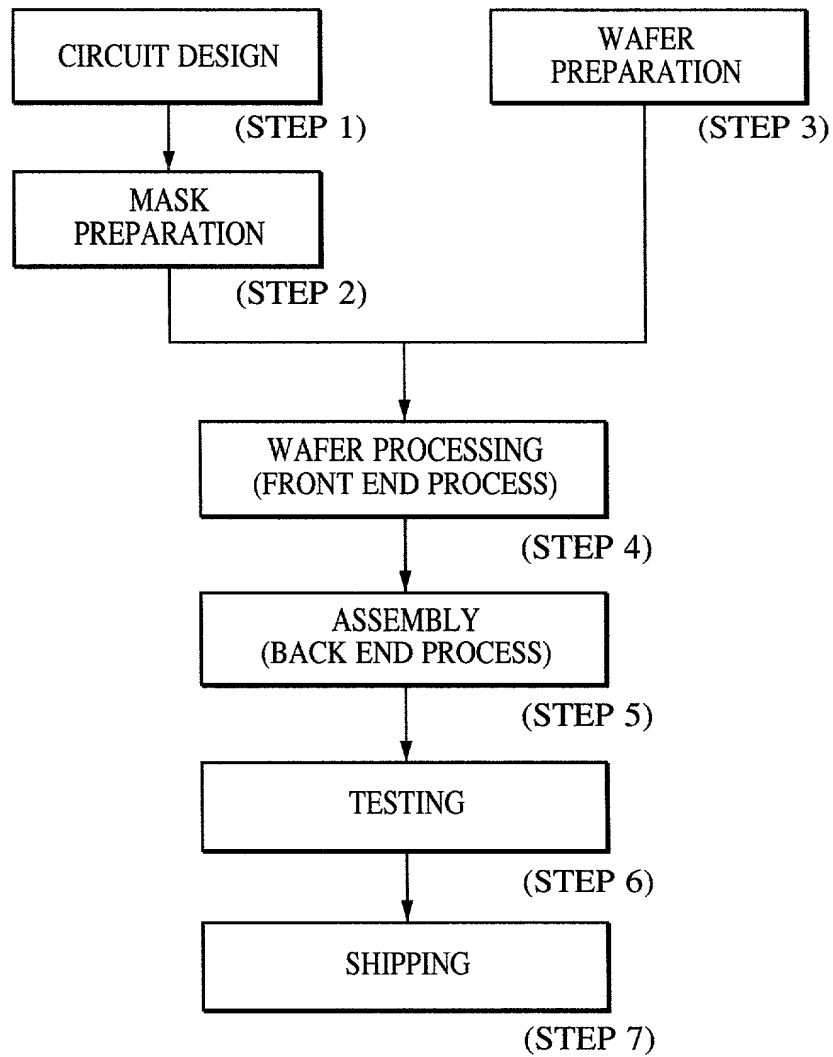 CIRCUIT DESIGN
(STEP 1)
MASK
PREPARATION
(STEP 2)
WAFER
PREPARATION
(STEP 3)
WAFER PROCESSING
(FRONT END PROCESS)
(STEP 4)
ASSEMBLY
(BACK END PROCESS)
(STEP 5)
TESTING
(STEP 6)
SHIPPING
(STEP 7)